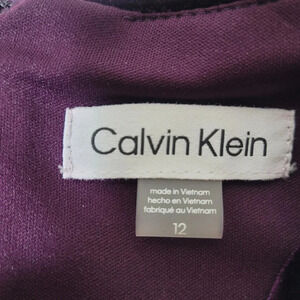 Calvin Klein
made in Vietnam
hecho en Vietnam
fabriqué au Vietnam
12